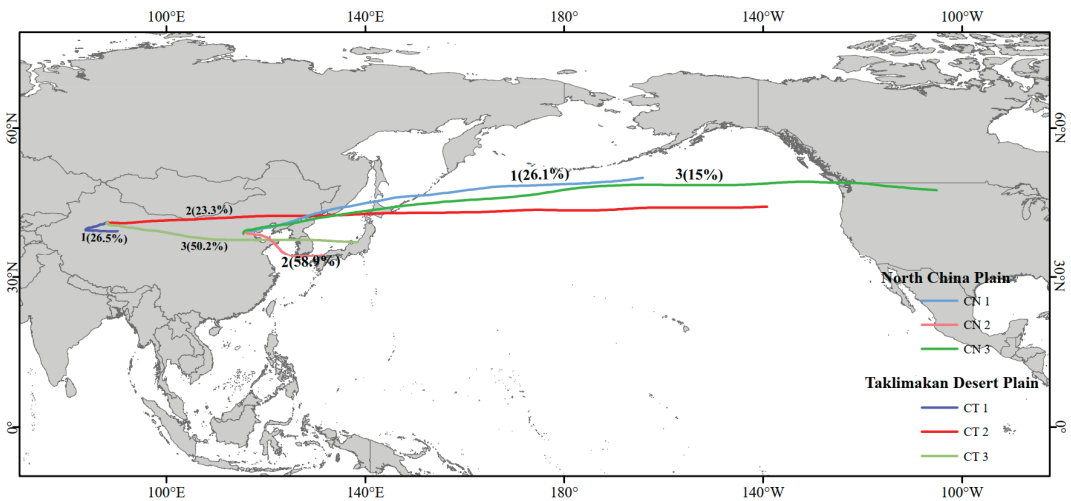 100°E 140°E 180° 140°W 100°W
60°N 60°N
1(26.1%) 3(15%)
2(23.3%)
1(26.5%) 3(50.2%)
2(58.9%)
30°N 30°N
North China Plain
CN 1
CN 2
CN 3
Taklimakan Desert Plain
CT 1
0° 0°
CT 2
CT 3
100°E 140°E 180° 140°W 100°W